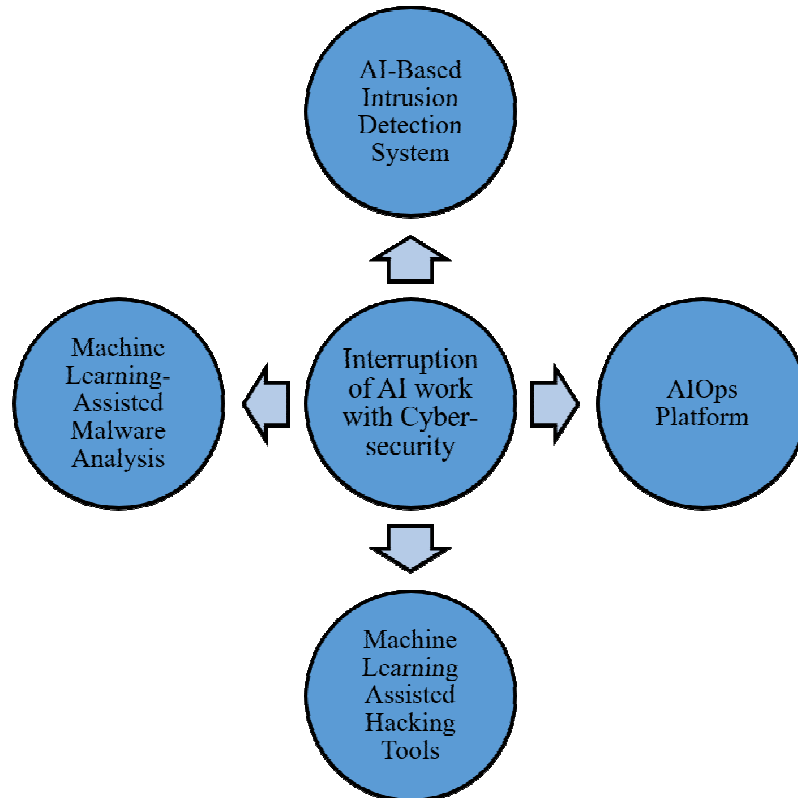 AI-Based
Intrusion
Detection
System
Machine
Learning-
Assisted
Malware
Analysis
Interruption
of AI work
with Cyber-
security
AIOps
Platform
Machine
Learning
Assisted
Hacking
Tools